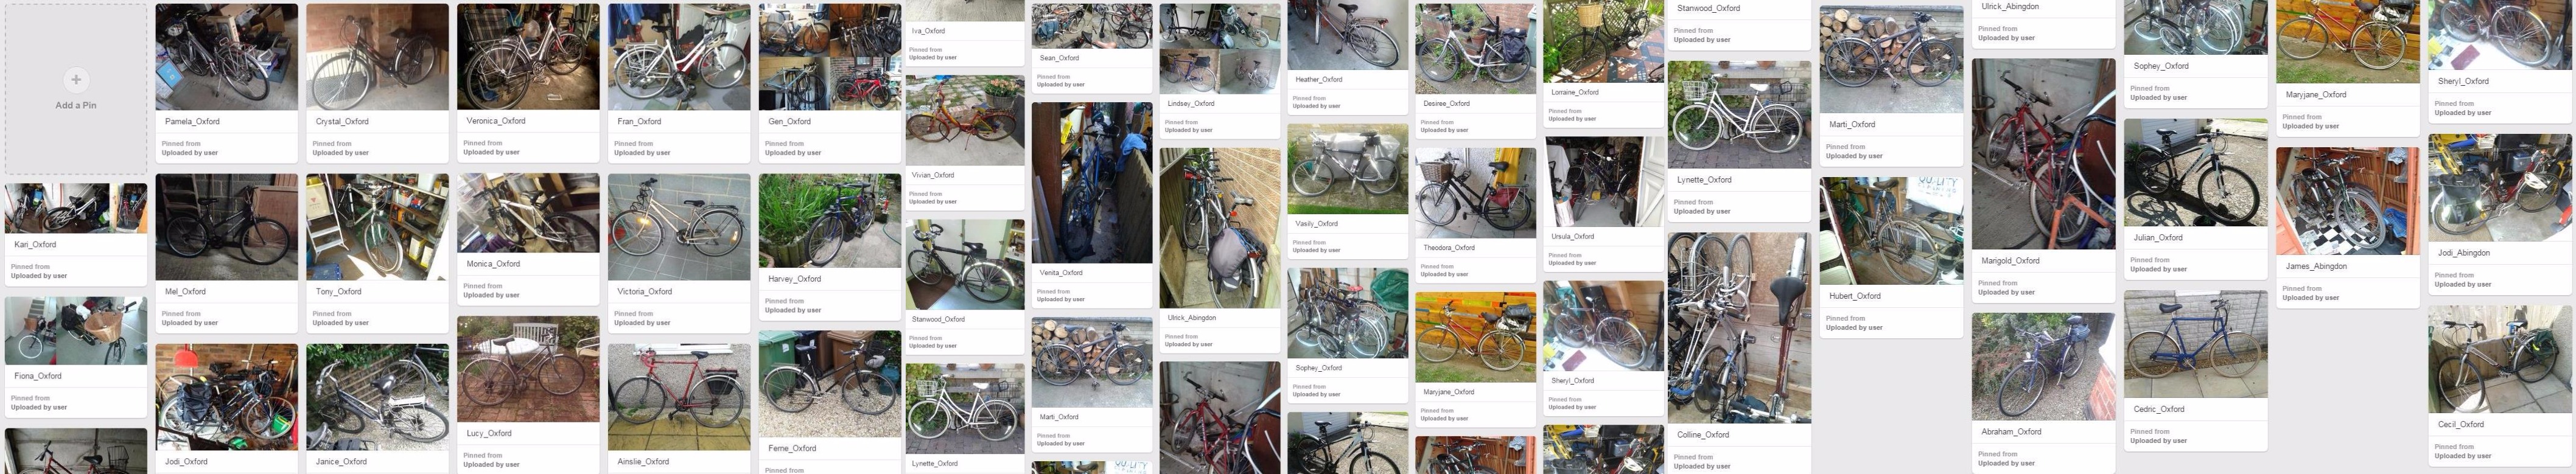 Add a Pin
Kari_Oxford
Pinned from
Uploaded by user
Fiona_Oxford
Pinned from
Uploaded by user
Pamela_Oxford
Pinned from
Uploaded by user
Mel_Oxford
Pinned from
Uploaded by user
Jodi_Oxford
Crystal_Oxford
Pinned from
Uploaded by user
Tony_Oxford
Pinned from
Uploaded by user
Janice_Oxford
Veronica_Oxford
Pinned from
Uploaded by user
Monica_Oxford
Pinned from
Uploaded by user
Lucy_Oxford
Pinned from
Uploaded by user
Fran_Oxford
Pinned from
Uploaded by user
Victoria_Oxford
Pinned from
Uploaded by user
Ainslie_Oxford
Gen_Oxford
Pinned from
Uploaded by user
Harvey_Oxford
Pinned from
Uploaded by user
Ferne_Oxford
Pinned from
Iva_Oxford
Pinned from
Uploaded by user
Vivian_Oxford
Pinned from
Uploaded by user
Stanwood_Oxford
Pinned from
Uploaded by user
Lynette_Oxford
Sean_Oxford
Pinned from
Uploaded by user
Venita_Oxford
Pinned from
Uploaded by user
Marti_Oxford
Pinned from
Uploaded by user
Lindsey_Oxford
Pinned from
Uploaded by user
Ulrick_Abingdon
Pinned from
Uploaded by user
Heather_Oxford
Pinned from
Uploaded by user
Vasily_Oxford
Pinned from
Uploaded by user
Sophey_Oxford
Pinned from
Uploaded by user
Desiree_Oxford
Pinned from
Uploaded by user
Theodora_Oxford
Pinned from
Uploaded by user
Maryjane_Oxford
Pinned from
Uploaded by user
Lorraine_Oxford
Pinned from
Uploaded by user
Ursula_Oxford
Pinned from
Uploaded by user
Sheryl_Oxford
Pinned from
Uploaded by user
Stanwood_Oxford
Pinned from
Uploaded by user
Lynette_Oxford
Pinned from
Uploaded by user
Colline_Oxford
Pinned from
Uploaded by user
Marti_Oxford
Pinned from
Uploaded by user
QUALITY
Hubert_Oxford
Pinned from
Uploaded by user
Ulrick_Abingdon
Pinned from
Uploaded by user
Marigold_Oxford
Pinned from
Uploaded by user
Abraham_Oxford
Pinned from
Uploaded by user
Sophey_Oxford
Pinned from
Uploaded by user
Julian_Oxford
Pinned from
Uploaded by user
Cedric_Oxford
Pinned from
Uploaded by user
Maryjane_Oxford
Pinned from
Uploaded by user
James_Abingdon
Pinned from
Uploaded by user
Sheryl_Oxford
Pinned from
Uploaded by user
Jodi_Abingdon
Pinned from
Uploaded by user
Cecil_Oxford
Pinned from
Uploaded by user